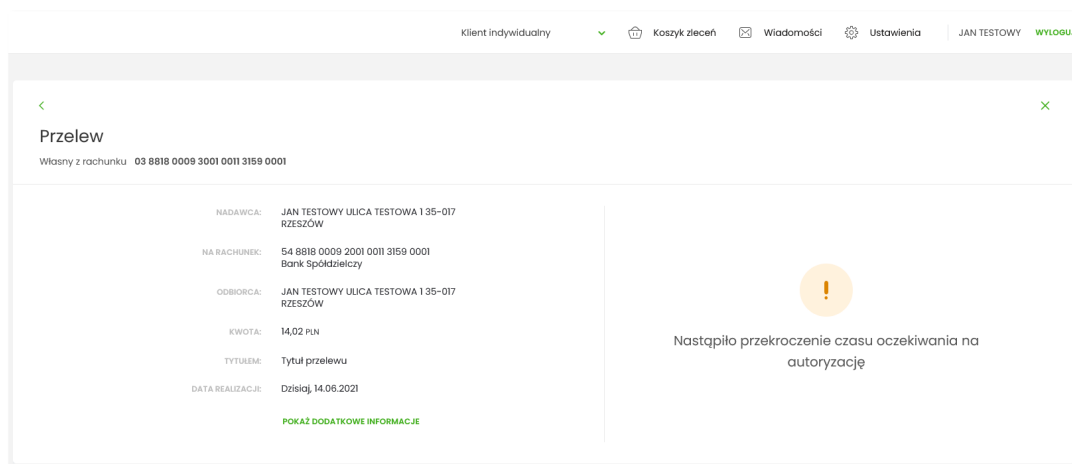 Klient indywidualny Koszyk zleceń Wiadomości Ustawienia JAN TESTOWY
Przelew
Własny z rachunku 03 8818 0009 3001 0011 3159 0001
NADAWCA: JAN TESTOWY ULICA TESTOWA 1 35-017
RZESZÓW
NA RACHUNEK: 54 8818 0009 2001 0011 3159 0001
Bank Spółdzielczy
ODBIORCA: JAN TESTOWY ULICA TESTOWA 1 35-017
RZESZÓW
KWOTA: 14,02 PLN
TYTUŁEM: Tytuł przelewu
DATA REALIZACJI: Dzisiaj, 14.06.2021
POKAŻ DODATKOWE INFORMACJE
!
Nastąpiło przekroczenie czasu oczekiwania na
autoryzację